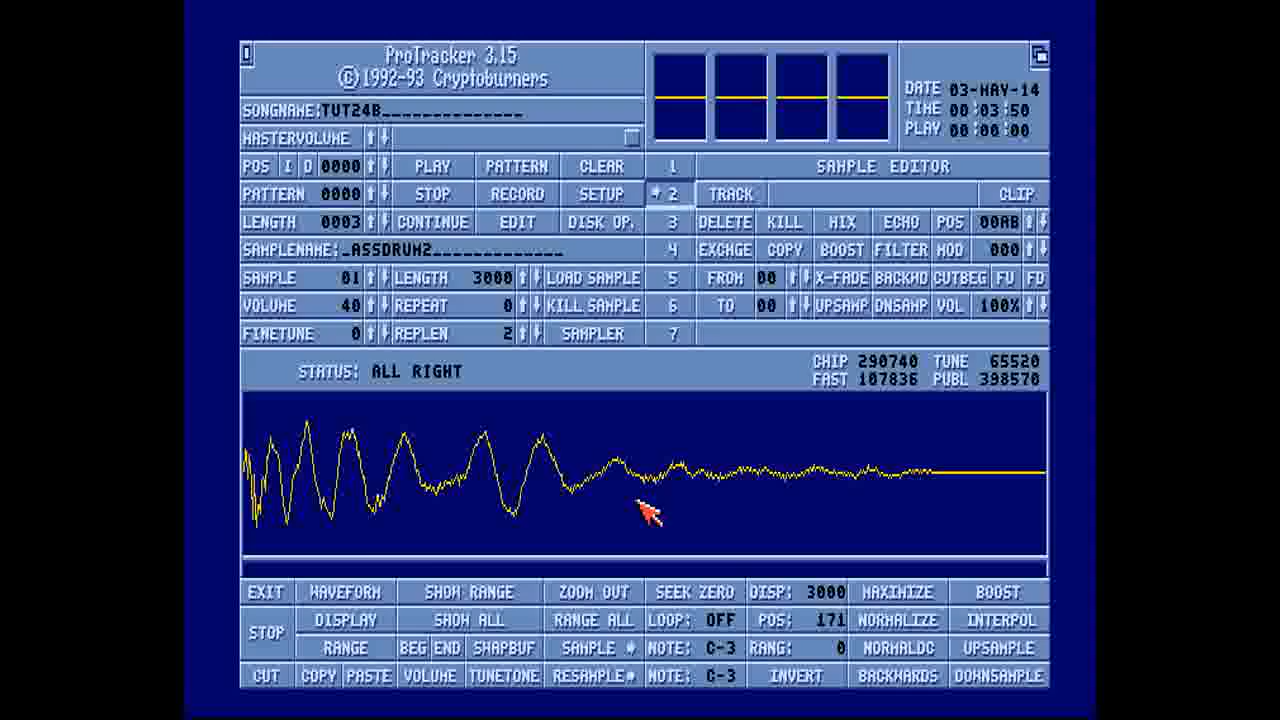 ProTracker 3.15
©1992-93 Cryptoburners
DATE 03-MAY-14
TIME 00:03:50
PLAY 00:00:00
SONGNAME:TUT24B______________
MASTERVOLUME
POS I D 0000 PLAY PATTERN CLEAR 1 SAMPLE EDITOR
PATTERN 0000 STOP RECORD SETUP 2 TRACK CLIP
LENGTH 0003 CONTINUE EDIT DISK OP. 3 DELETE KILL MIX ECHO POS 00AB
SAMPLENAME:_ASSDRUM2_____________ 4 EXCHGE COPY BOOST FILTER MOD 000
SAMPLE 01 LENGTH 3000 LOAD SAMPLE 5 FROM 00 X-FADE BACKWD CUTBEG FU FD
VOLUME 40 REPEAT 0 KILL SAMPLE 6 TO 00 UPSAMP DNSAMP VOL 100%
FINETUNE 0 REPLEN 2 SAMPLER 7
STATUS: ALL RIGHT
CHIP 290740 TUNE 65520
FAST 107836 PUBL 398570
EXIT WAVEFORM SHOW RANGE ZOOM OUT SEEK ZERO DISP: 3000 MAXIMIZE BOOST
STOP DISPLAY SHOW ALL RANGE ALL LOOP: OFF POS: 171 NORMALIZE INTERPOL
RANGE BEG END SWAPBUF SAMPLE NOTE: C-3 RANG: 0 NORMALDC UPSAMPLE
CUT COPY PASTE VOLUME TUNETONE RESAMPLE NOTE: C-3 INVERT BACKWARDS DOWNSAMPLE